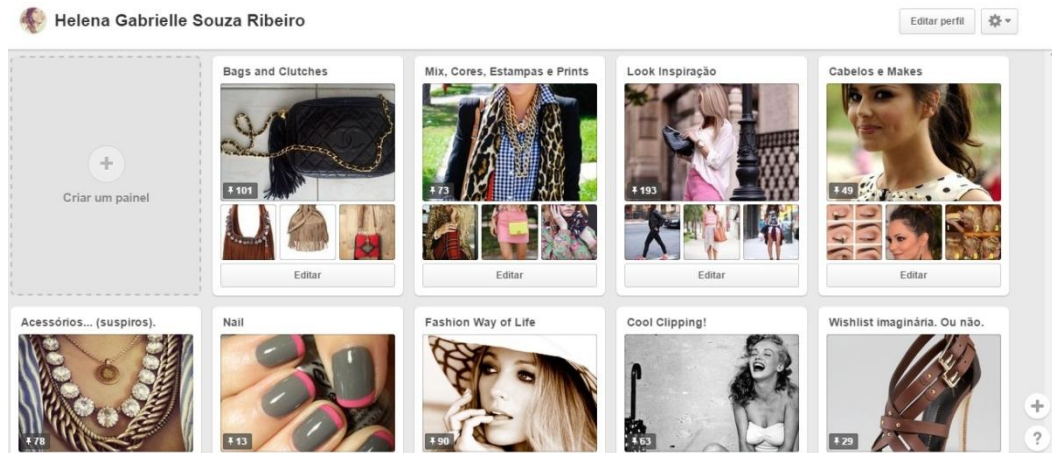 Helena Gabrielle Souza Ribeiro
Editar perfil
Criar um painel
Bags and Clutches
101
Editar
Mix, Cores, Estampas e Prints
73
Editar
Look Inspiração
193
Editar
Cabelos e Makes
49
Editar
Acessórios... (suspiros).
78
Nail
13
Fashion Way of Life
90
Cool Clipping!
63
Wishlist imaginária. Ou não.
29
?